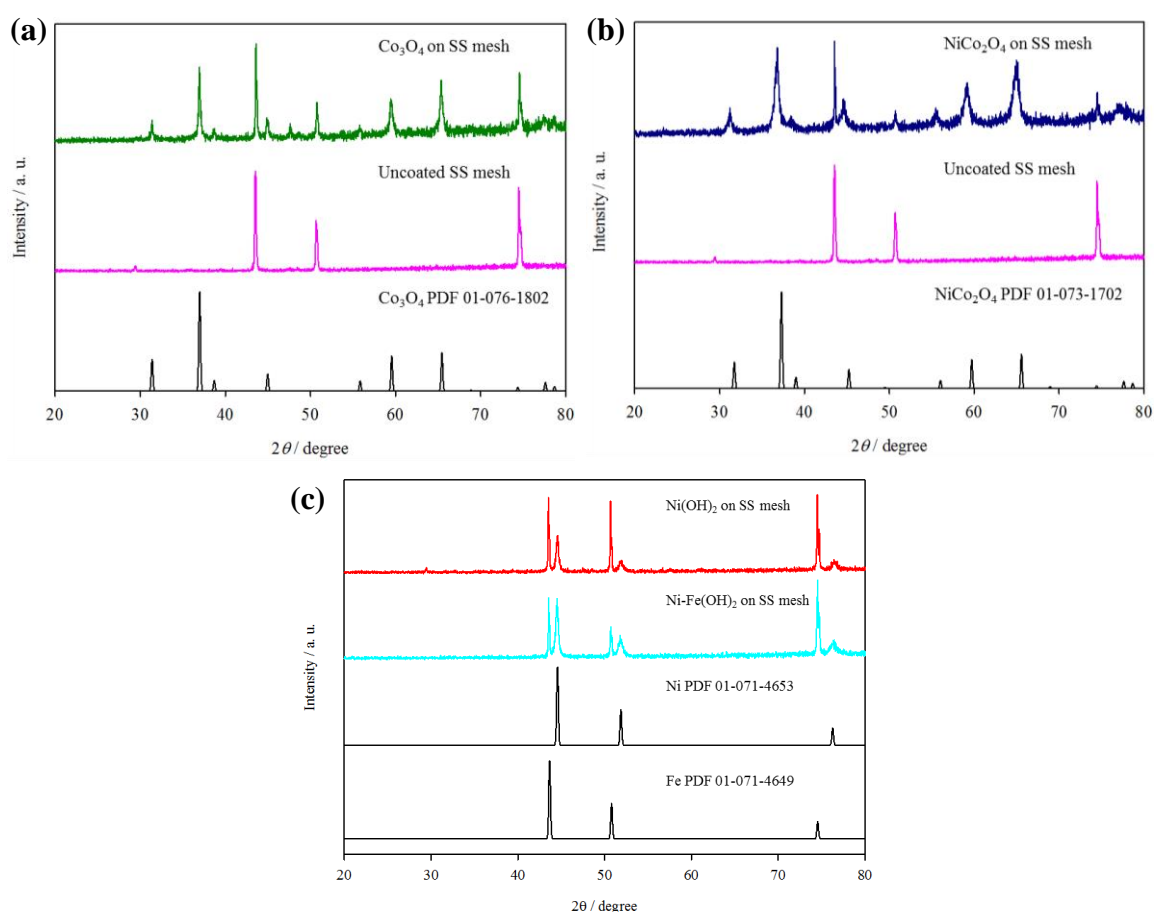 (a)
Co₃O₄ on SS mesh
Uncoated SS mesh
Co₃O₄ PDF 01-076-1802
Intensity / a. u.
20 30 40 50 60 70 80
2θ / degree
(b)
NiCo₂O₄ on SS mesh
Uncoated SS mesh
NiCo₂O₄ PDF 01-073-1702
Intensity / a. u.
20 30 40 50 60 70 80
2θ / degree
(c)
Ni(OH)₂ on SS mesh
Ni-Fe(OH)₂ on SS mesh
Ni PDF 01-071-4653
Fe PDF 01-071-4649
Intensity / a. u.
20 30 40 50 60 70 80
2θ / degree